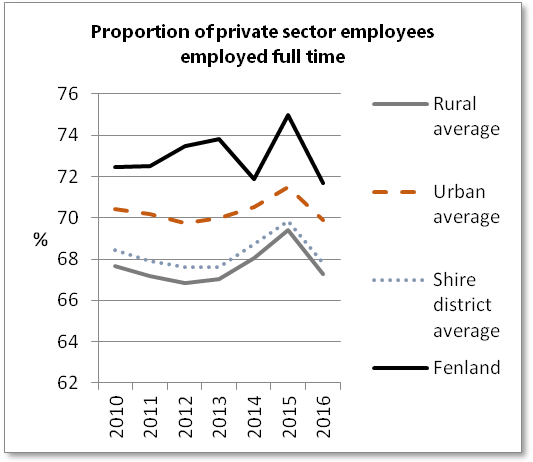 Proportion of private sector employees
employed full time
76
74
72
70
68
66
64
62
%
2010
2011
2012
2013
2014
2015
2016
Rural
average
Urban
average
Shire
district
average
Fenland